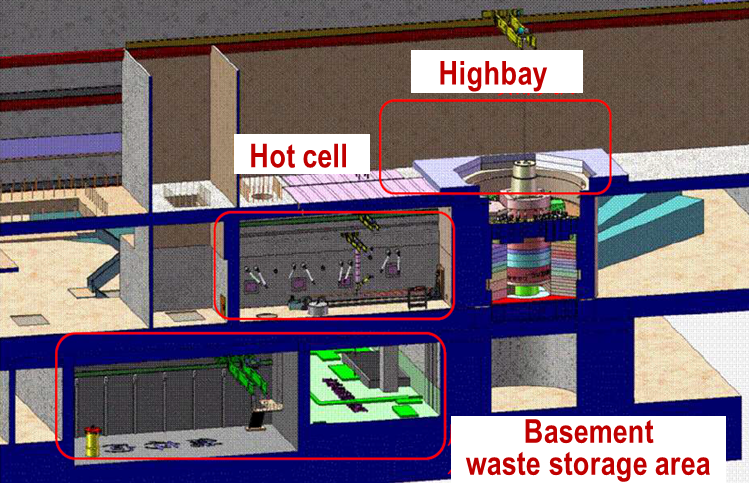 Highbay
Hot cell
Basement
waste storage area